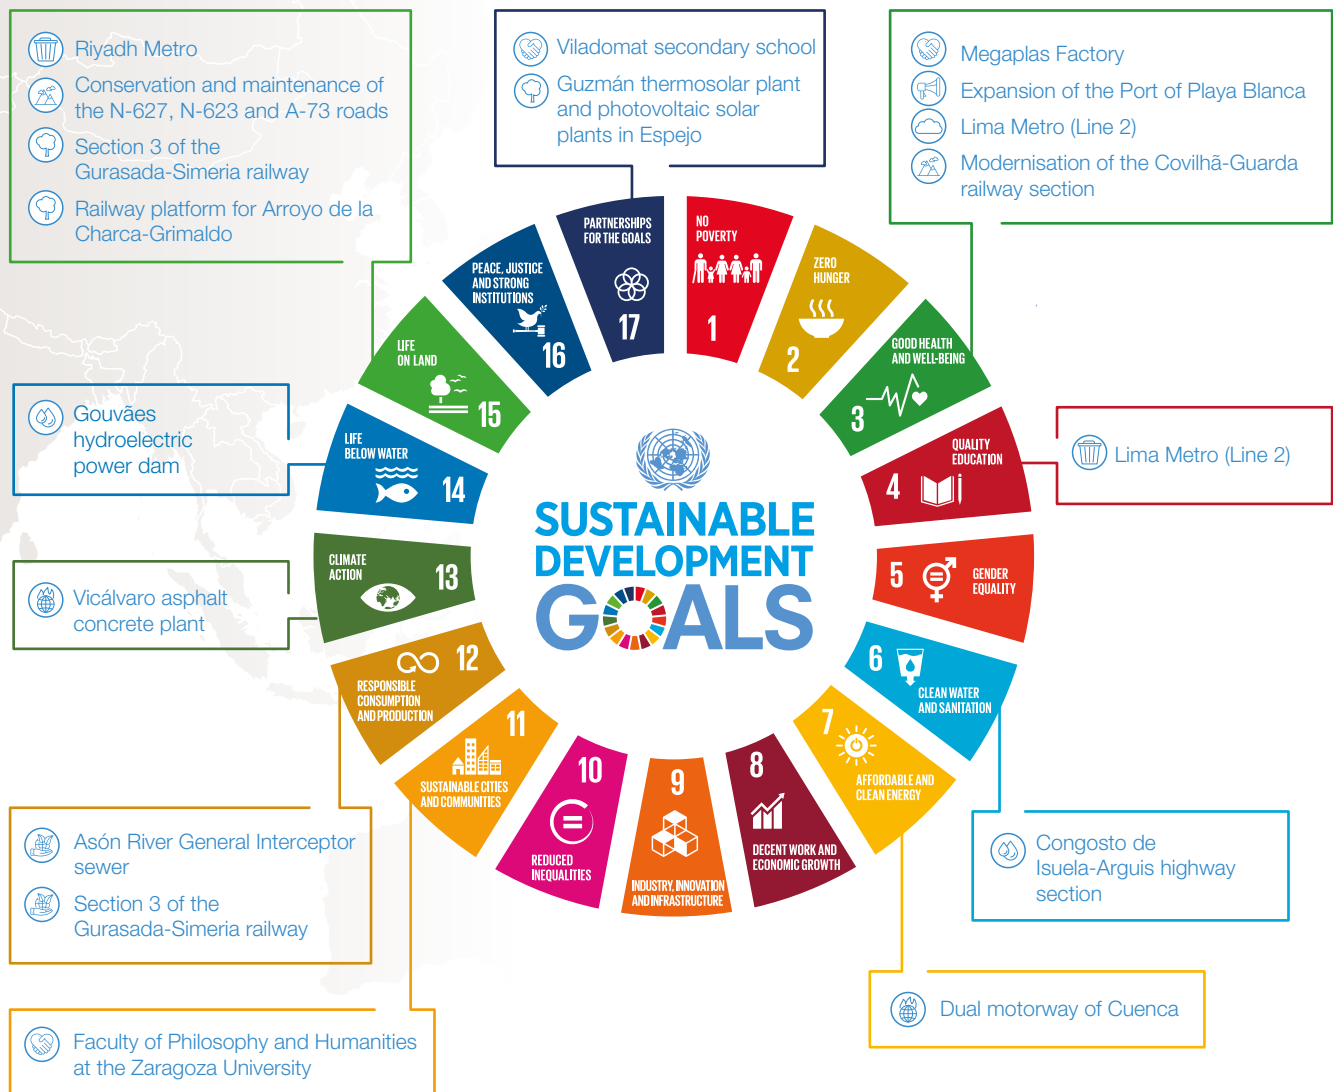 Riyadh Metro
Conservation and maintenance of
the N-627, N-623 and A-73 roads
Section 3 of the
Gurasada-Simeria railway
Railway platform for Arroyo de la
Charca-Grimaldo
Viladomat secondary school
Guzmán thermosolar plant
and photovoltaic solar
plants in Espejo
Megaplas Factory
Expansion of the Port of Playa Blanca
Lima Metro (Line 2)
Modernisation of the Covilhã-Guarda
railway section
NO
POVERTY
1
ZERO
HUNGER
2
GOOD HEALTH
AND WELL-BEING
3
QUALITY
EDUCATION
4
Lima Metro (Line 2)
5
GENDER
EQUALITY
6
CLEAN WATER
AND SANITATION
Congosto de
Isuela-Arguis highway
section
7
AFFORDABLE AND
CLEAN ENERGY
Dual motorway of Cuenca
8
DECENT WORK AND
ECONOMIC GROWTH
9
INDUSTRY, INNOVATION
AND INFRASTRUCTURE
10
REDUCED
INEQUALITIES
11
SUSTAINABLE CITIES
AND COMMUNITIES
Faculty of Philosophy and Humanities
at the Zaragoza University
12
RESPONSIBLE
CONSUMPTION
AND PRODUCTION
Asón River General Interceptor
sewer
Section 3 of the
Gurasada-Simeria railway
CLIMATE
ACTION
13
Vicálvaro asphalt
concrete plant
LIFE
BELOW WATER
14
Gouvães
hydroelectric
power dam
LIFE
ON LAND
15
PEACE, JUSTICE
AND STRONG
INSTITUTIONS
16
PARTNERSHIPS
FOR THE GOALS
17
SUSTAINABLE
DEVELOPMENT
GOALS